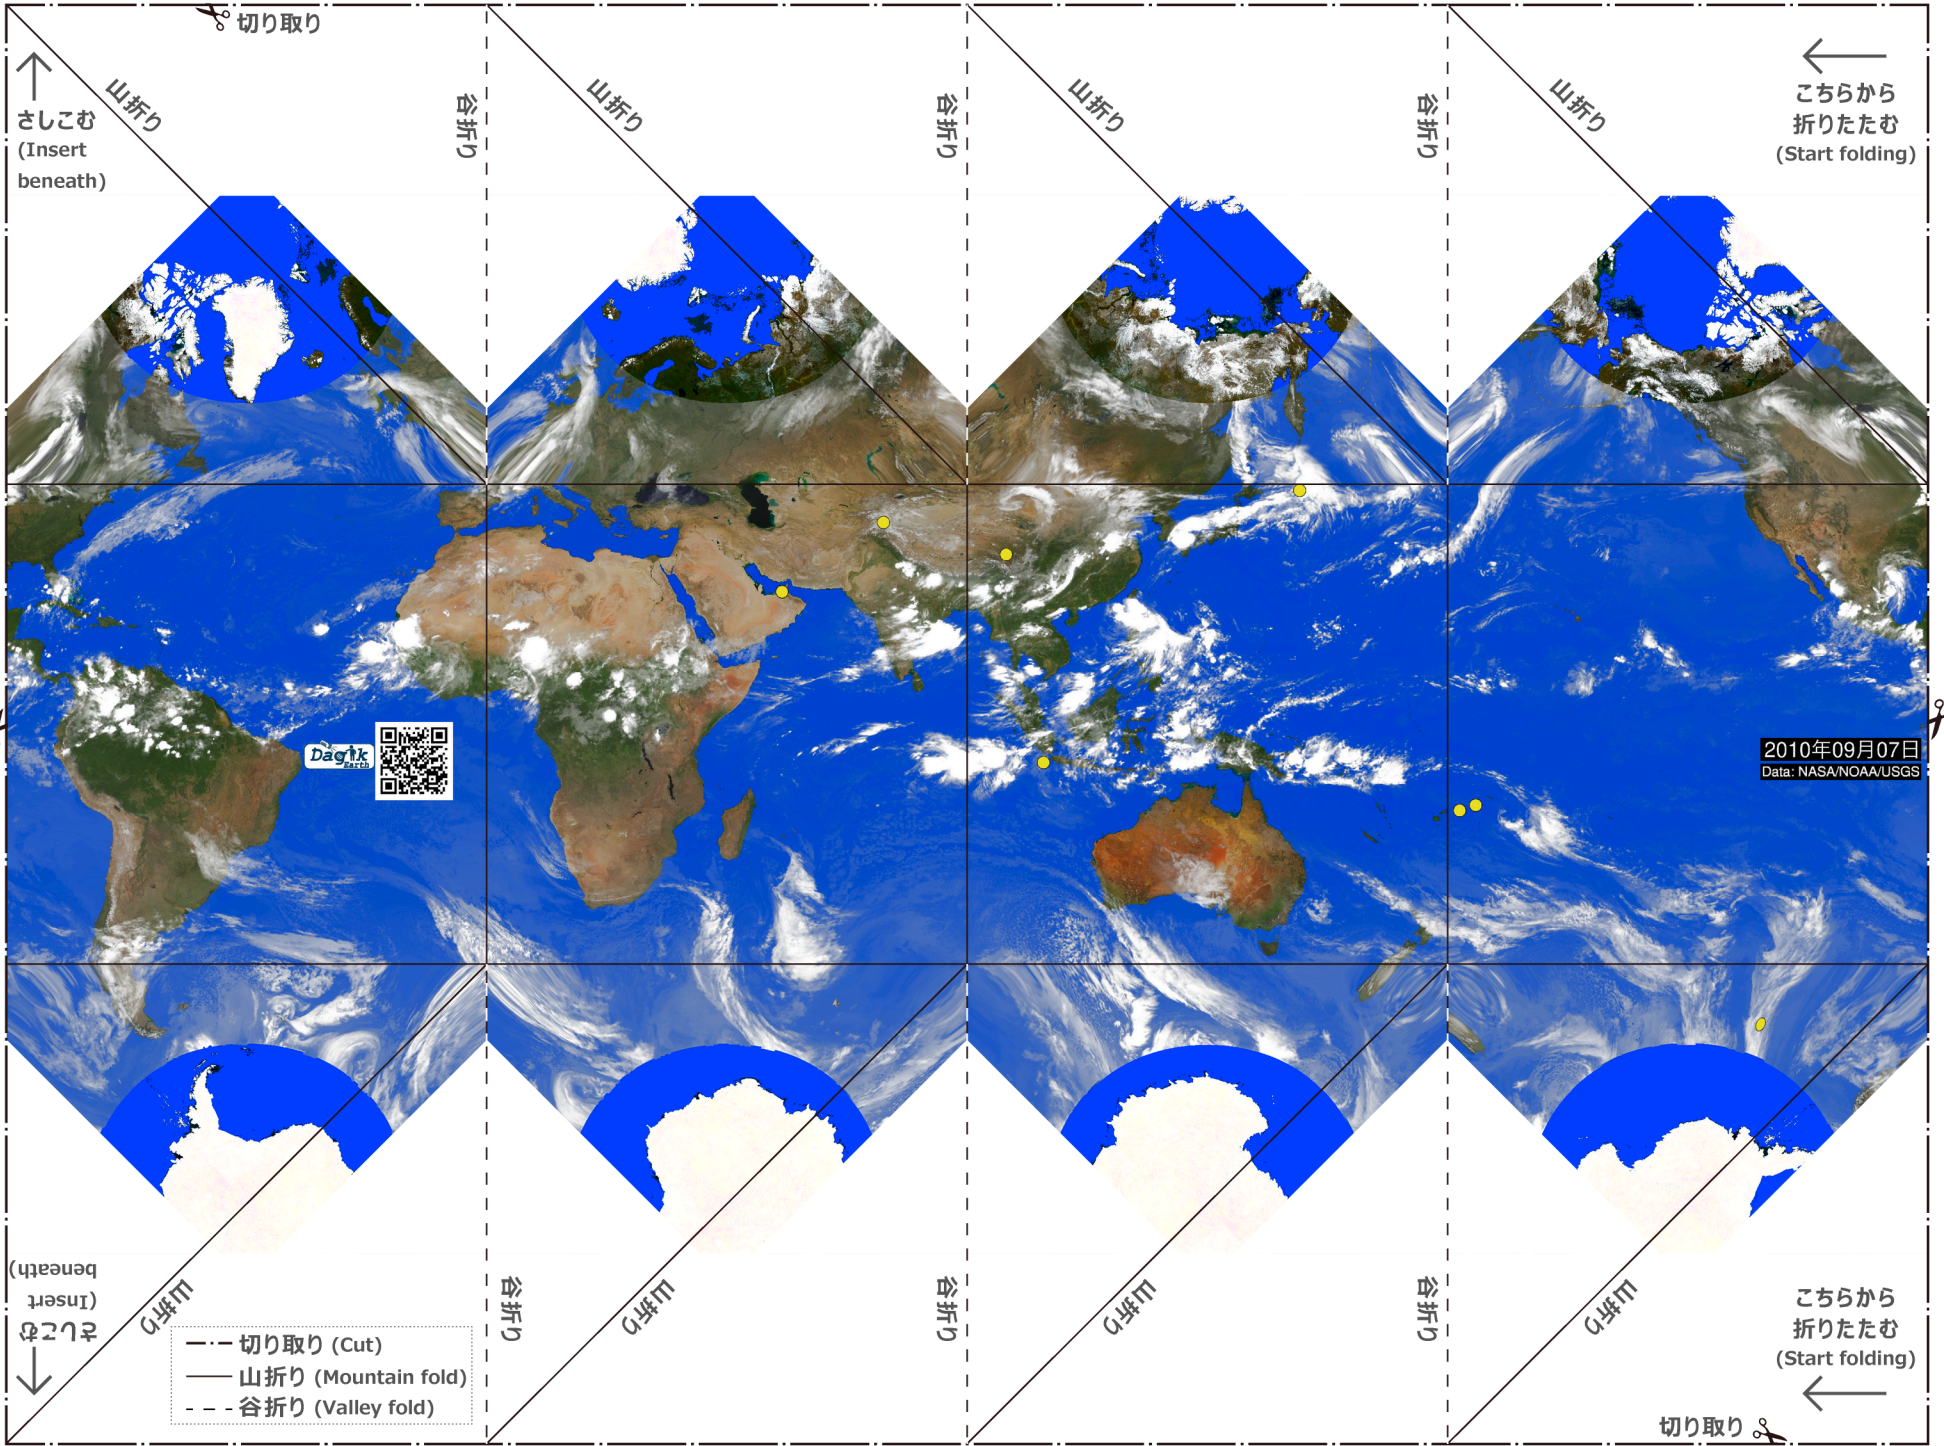 切り取り
山折り
谷折り
山折り
谷折り
山折り
谷折り
山折り
さしこむ
(Insert
beneath)
こちらから
折りたたむ
(Start folding)
Dagik
Earth
2010年09月07日
Data: NASA/NOAA/USGS
さしこむ
(Insert
beneath)
山折り
谷折り
山折り
谷折り
山折り
谷折り
山折り
切り取り (Cut)
山折り (Mountain fold)
谷折り (Valley fold)
こちらから
折りたたむ
(Start folding)
切り取り